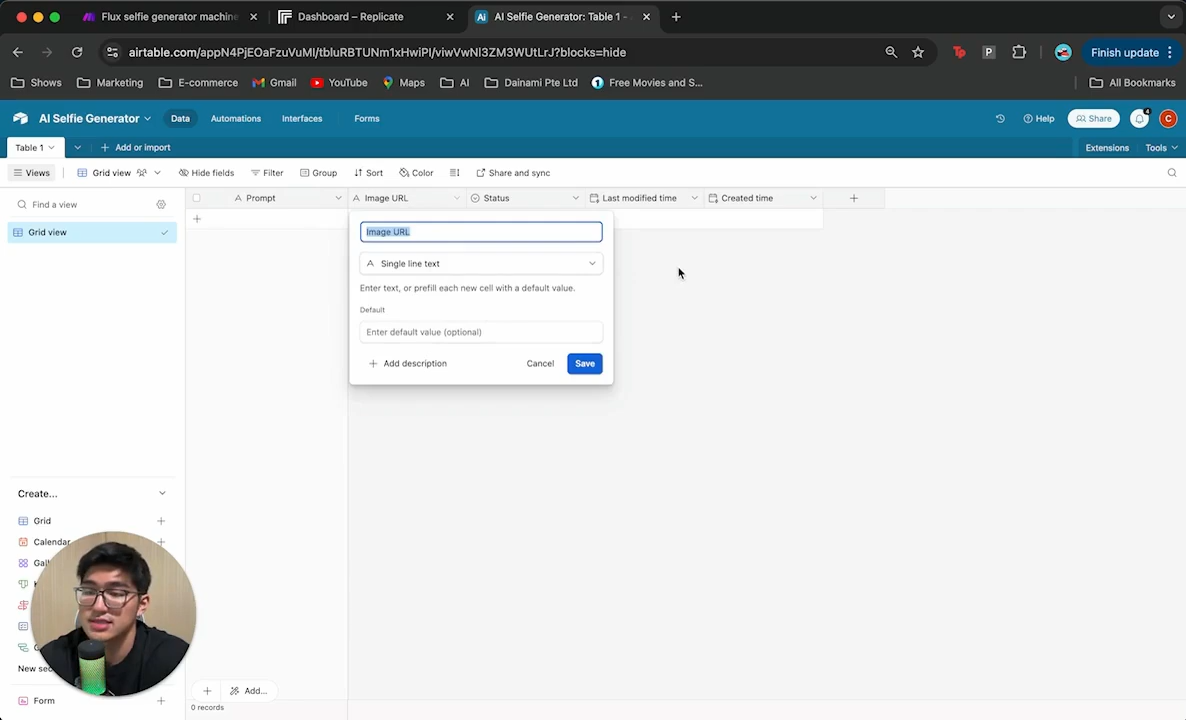 Flux selfie generator machine
Dashboard – Replicate
AI Selfie Generator: Table 1 -
airtable.com/appN4PjEOaFzuVuMl/tbluRBTUNm1xHwiPI/viwVwNI3ZM3WUtLrJ?blocks=hide
P
Finish update
Shows
Marketing
E-commerce
Gmail
YouTube
Maps
AI
Dainami Pte Ltd
Free Movies and S...
All Bookmarks
AI Selfie Generator
Data
Automations
Interfaces
Forms
Help
Share
4
C
Table 1
Add or import
Extensions
Tools
Views
Grid view
Hide fields
Filter
Group
Sort
Color
Share and sync
Find a view
Prompt
Image URL
Status
Last modified time
Created time
Grid view
Image URL
Single line text
Enter text, or prefill each new cell with a default value.
Default
Enter default value (optional)
Add description
Cancel
Save
Create...
Grid
Calendar
Gal
New se
Form
Add...
0 records